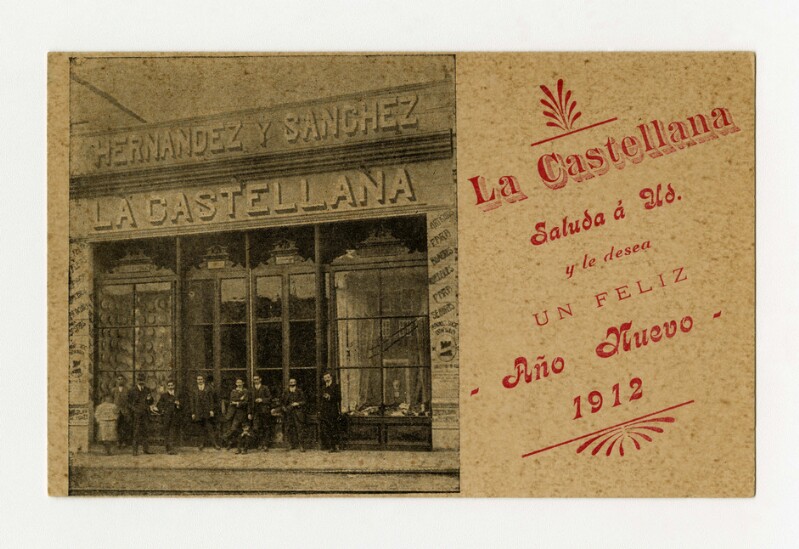 HERNANDEZ Y SANCHEZ
LA CASTELLANA
La Castellana
Saluda á Ud.
y le desea
UN FELIZ
- Año Nuevo -
1912